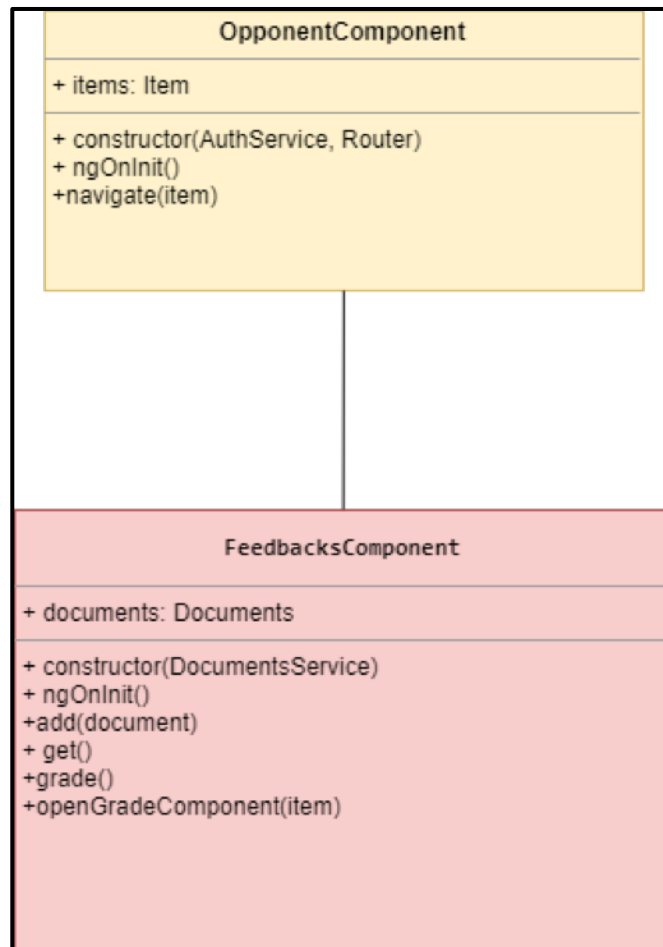 OpponentComponent
+ items: Item
+ constructor(AuthService, Router)
+ ngOnInit()
+navigate(item)
FeedbacksComponent
+ documents: Documents
+ constructor(DocumentsService)
+ ngOnInit()
+add(document)
+ get()
+grade()
+openGradeComponent(item)